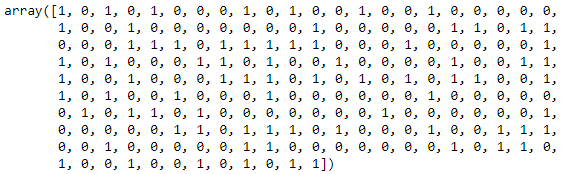 array([1, 0, 1, 0, 1, 0, 0, 0, 1, 0, 1, 0, 0, 1, 0, 0, 1, 0, 0, 0, 0, 0,
1, 0, 0, 1, 0, 0, 0, 0, 0, 0, 0, 1, 0, 0, 0, 0, 0, 1, 1, 0, 1, 1,
0, 0, 0, 1, 1, 1, 0, 1, 1, 1, 1, 1, 0, 0, 0, 1, 0, 0, 0, 0, 0, 1,
1, 0, 1, 0, 0, 0, 1, 1, 0, 1, 0, 0, 1, 0, 0, 0, 0, 1, 0, 0, 1, 1,
1, 0, 0, 1, 0, 0, 0, 1, 1, 1, 0, 1, 0, 1, 0, 1, 0, 1, 1, 0, 0, 1,
1, 0, 1, 0, 0, 1, 0, 0, 0, 1, 0, 0, 0, 0, 0, 0, 1, 0, 0, 0, 0, 0,
0, 1, 0, 1, 1, 0, 1, 0, 0, 0, 0, 0, 0, 0, 1, 0, 0, 0, 0, 0, 0, 1,
0, 0, 0, 0, 0, 1, 1, 0, 1, 1, 1, 0, 1, 0, 0, 0, 1, 0, 0, 1, 1, 1,
0, 0, 1, 0, 0, 0, 0, 0, 1, 1, 0, 0, 0, 0, 0, 0, 0, 1, 0, 1, 1, 0,
1, 0, 0, 1, 0, 0, 1, 0, 1, 0, 1, 1])